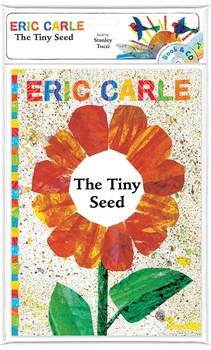 ERIC CARLE
The Tiny Seed
Read by
Stanley
Tucci
Book & CD
ERIC CARLE
The Tiny
Seed